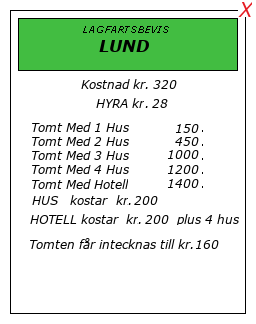 X
LAGFARTSBEVIS
LUND
Kostnad kr. 320
HYRA kr. 28
Tomt Med 1 Hus 150.
Tomt Med 2 Hus 450.
Tomt Med 3 Hus 1000.
Tomt Med 4 Hus 1200.
Tomt Med Hotell 1400.
HUS kostar kr. 200
HOTELL kostar kr. 200 plus 4 hus
Tomten får intecknas till kr. 160